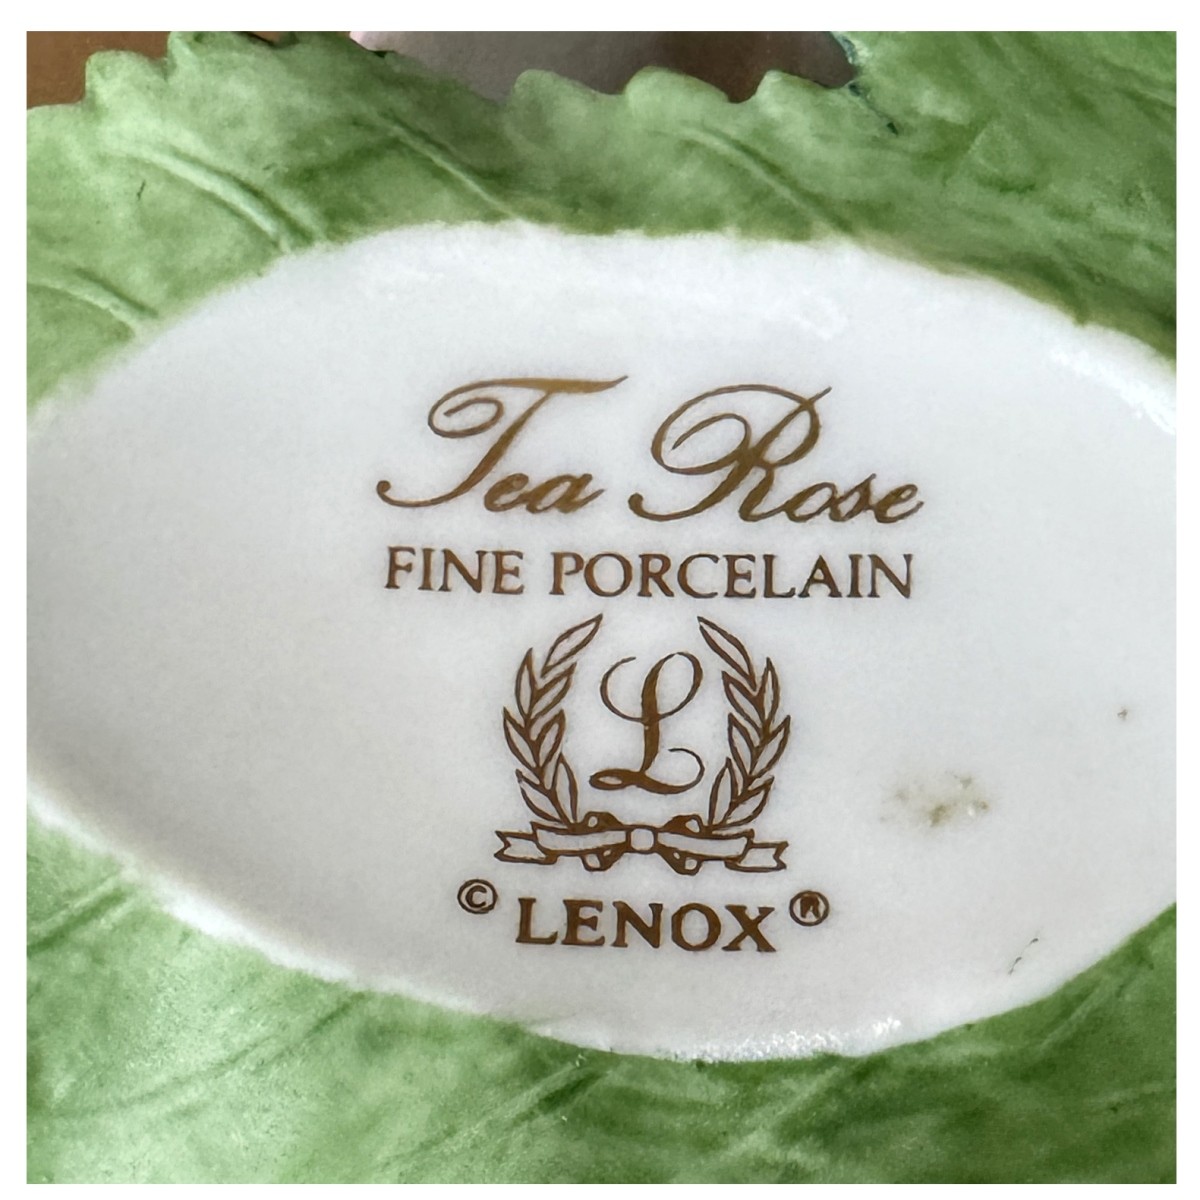 Tea Rose
FINE PORCELAIN
L
© LENOX ®